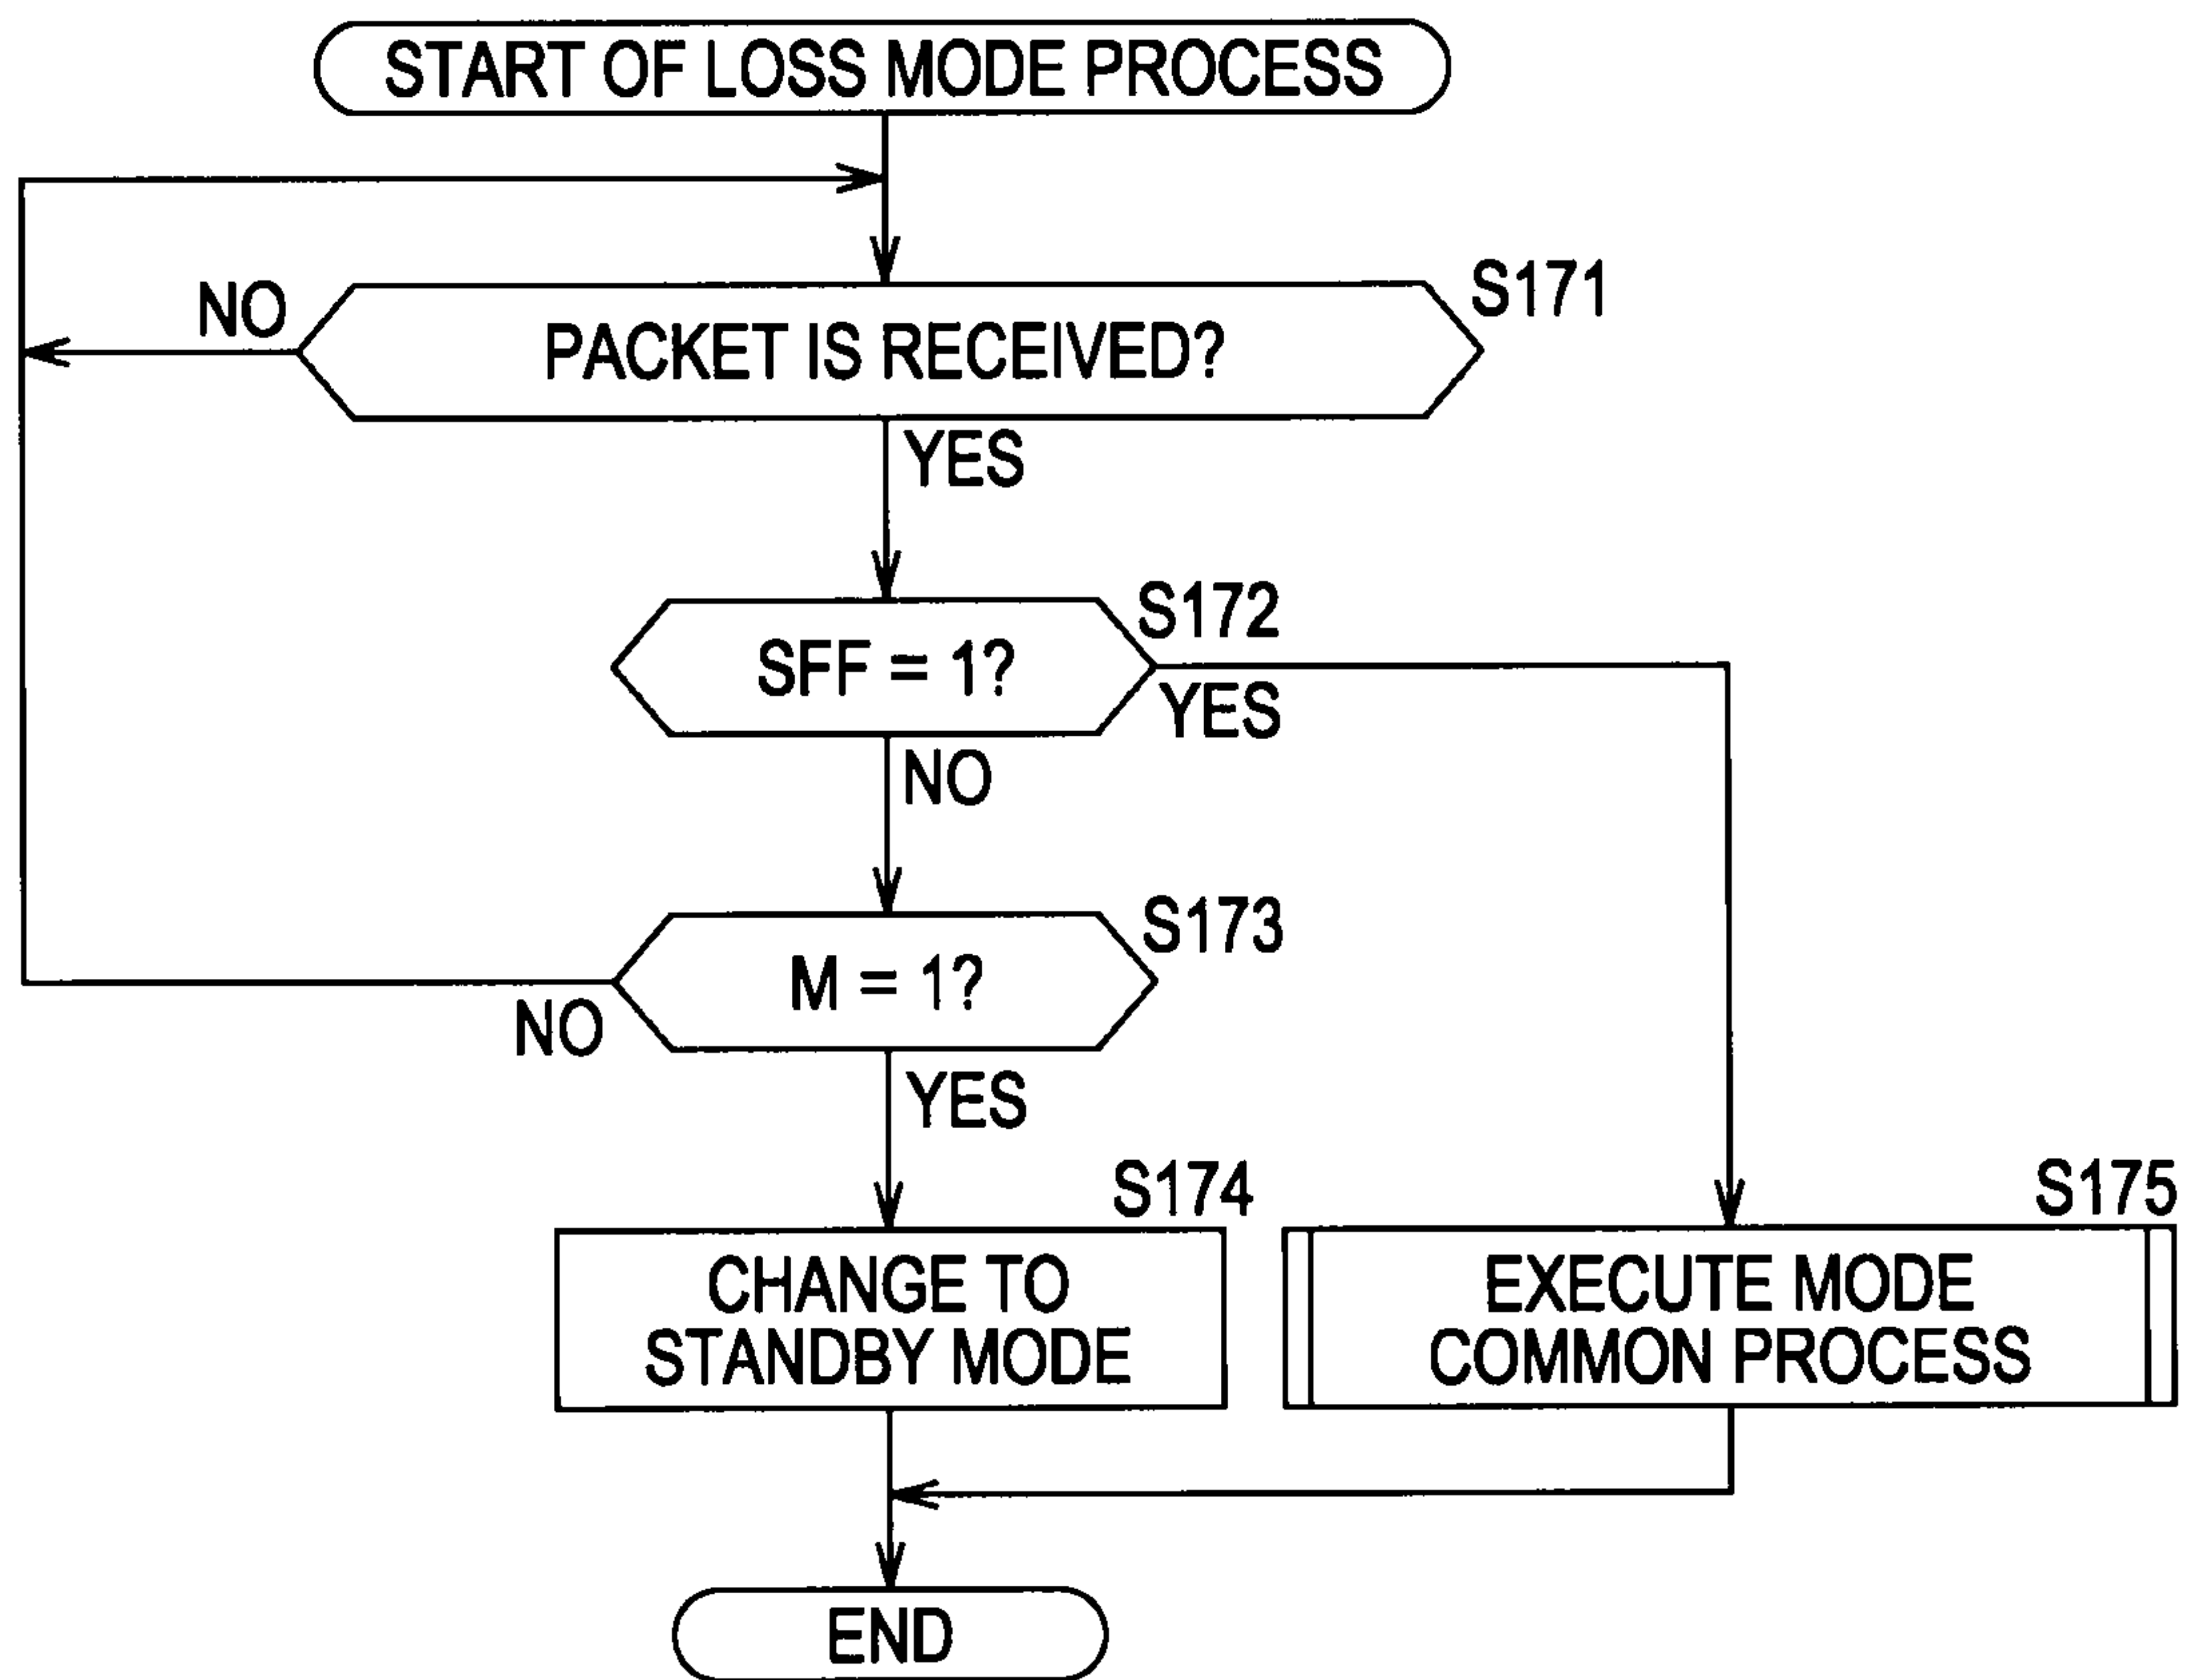 START OF LOSS MODE PROCESS
S171
NO
PACKET IS RECEIVED?
YES
S172
SFF = 1?
YES
NO
S173
M = 1?
NO
YES
S174
CHANGE TO
STANDBY MODE
S175
EXECUTE MODE
COMMON PROCESS
END